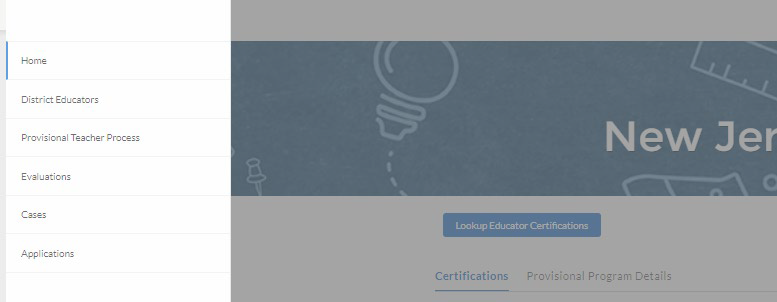 Home
District Educators
Provisional Teacher Process
Evaluations
Cases
Applications
New Jer
Lookup Educator Certifications
Certifications
Provisional Program Details